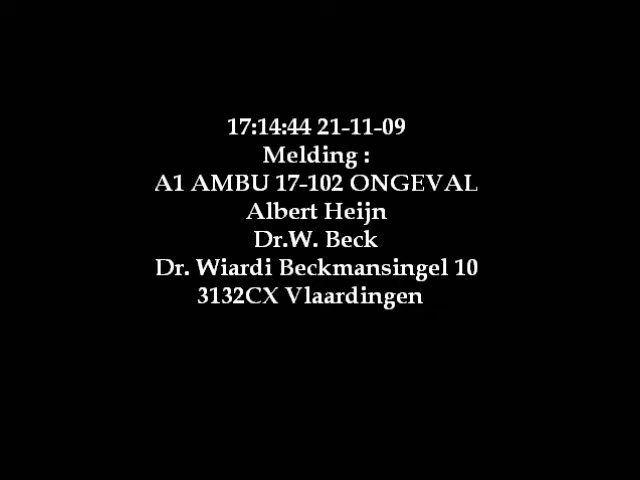 17:14:44 21-11-09
Melding :
A1 AMBU 17-102 ONGEVAL
Albert Heijn
Dr.W. Beck
Dr. Wiardi Beckmansingel 10
3132CX Vlaardingen